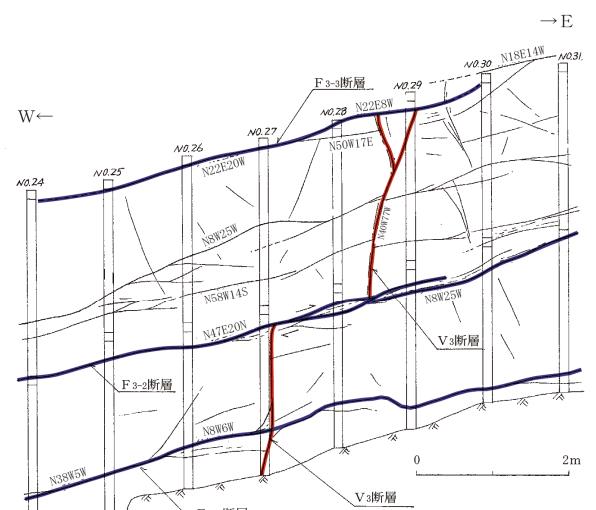 →E
N18E14W
NO.31
NO.30
F3-3断層
NO.29
N22E8W
W←
NO.28
NO.27
N50W17E
NO.26
N22E20W
NO.25
NO.24
N8W25W
N40W77W
N58W14S
N8W25W
N47E20N
V3断層
F3-2断層
N8W6W
0 2m
N38W5W
V3断層